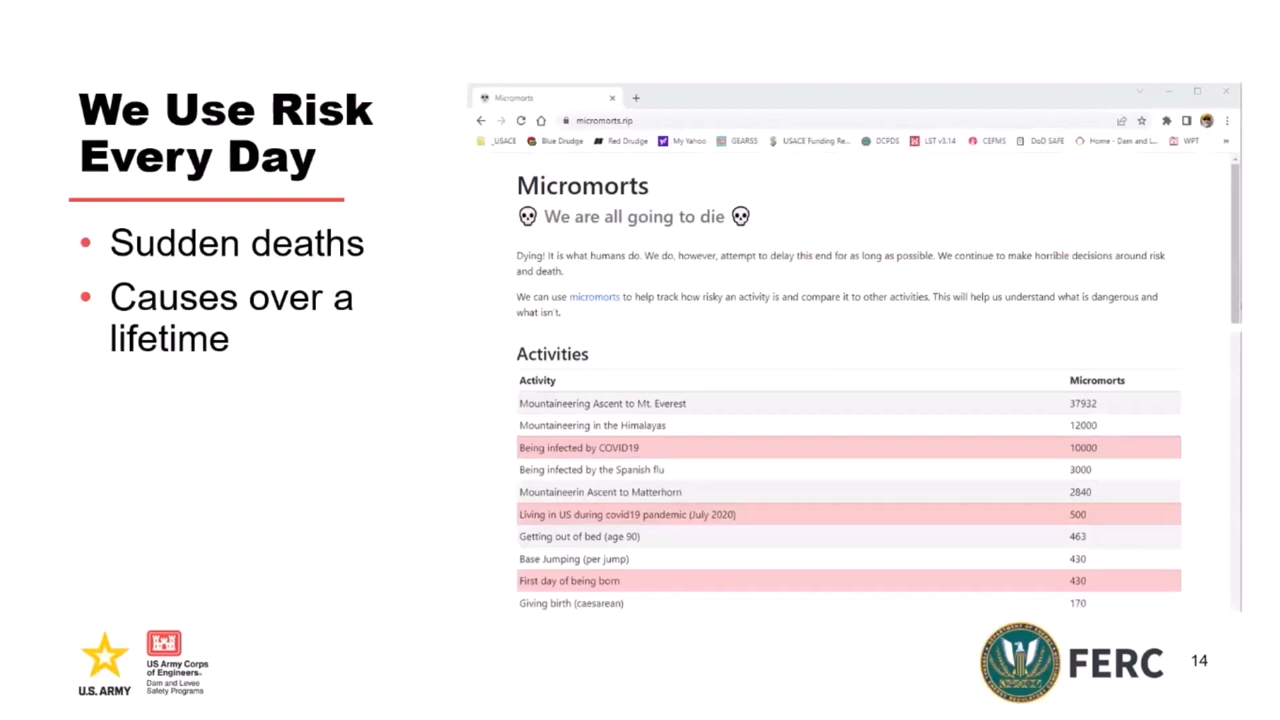 We Use Risk
Every Day
• Sudden deaths
• Causes over a
lifetime
Micromorts
micromorts.rip
_USACE Blue Drudge Red Drudge My Yahoo GEARSS USACE Funding Re... DCPDS LST v3.14 CEFMS DoD SAFE Home - Dam and L... WPT »
Micromorts
We are all going to die
Dying! It is what humans do. We do, however, attempt to delay this end for as long as possible. We continue to make horrible decisions around risk
and death.
We can use micromorts to help track how risky an activity is and compare it to other activities. This will help us understand what is dangerous and
what isn't.
Activities
Activity Micromorts
Mountaineering Ascent to Mt. Everest 37932
Mountaineering in the Himalayas 12000
Being infected by COVID19 10000
Being infected by the Spanish flu 3000
Mountaineerin Ascent to Matterhorn 2840
Living in US during covid19 pandemic (July 2020) 500
Getting out of bed (age 90) 463
Base Jumping (per jump) 430
First day of being born 430
Giving birth (caesarean) 170
U.S. ARMY
US Army Corps
of Engineers®
Dam and Levee
Safety Programs
FERC
14